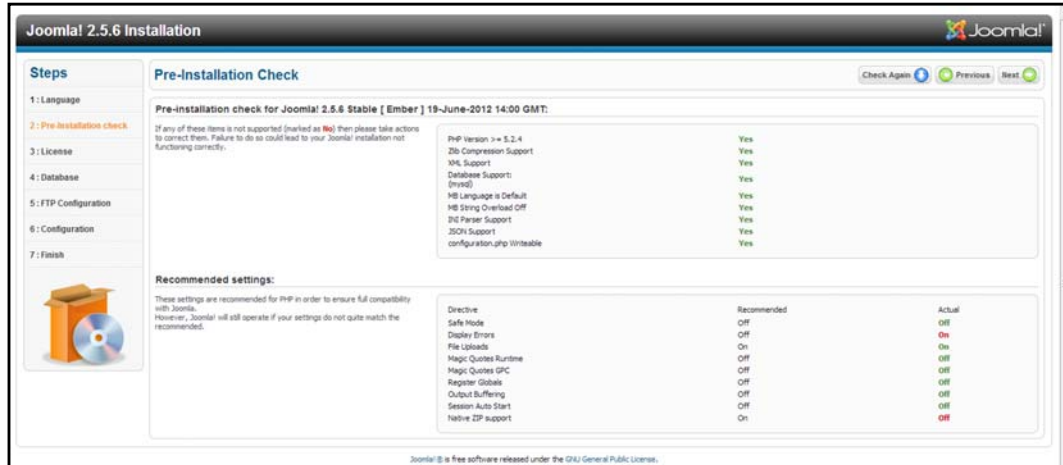 Joomla! 2.5.6 Installation
Joomla!
Steps
1 : Language
2 : Pre-Installation check
3 : License
4 : Database
5 : FTP Configuration
6 : Configuration
7 : Finish
Pre-Installation Check
Check Again
Previous
Next
Pre-installation check for Joomla! 2.5.6 Stable [ Ember ] 19-June-2012 14:00 GMT:
If any of these items is not supported (marked as No) then please take actions
to correct them. Failure to do so could lead to your Joomla! installation not
functioning correctly.
PHP Version >= 5.2.4 Yes
Zlib Compression Support Yes
XML Support Yes
Database Support:
(mysql) Yes
MB Language is Default Yes
MB String Overload Off Yes
INI Parser Support Yes
JSON Support Yes
configuration.php Writeable Yes
Recommended settings:
These settings are recommended for PHP in order to ensure full compatibility
with Joomla.
However, Joomla! will still operate if your settings do not quite match the
recommended.
Directive Recommended Actual
Safe Mode Off Off
Display Errors Off On
File Uploads On On
Magic Quotes Runtime Off Off
Magic Quotes GPC Off Off
Register Globals Off Off
Output Buffering Off Off
Session Auto Start Off Off
Native ZIP support On Off
Joomla!® is free software released under the GNU General Public License.